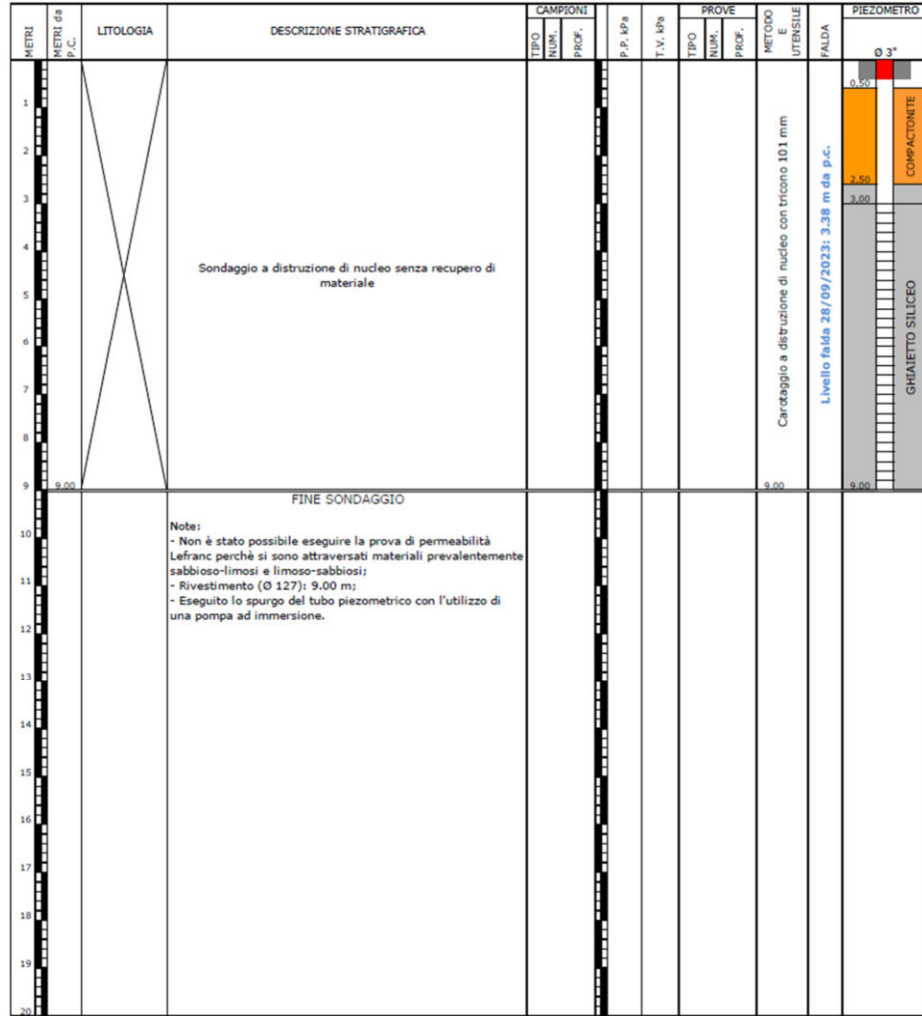 METRI
METRI da
P.C.
LITOLOGIA
DESCRIZIONE STRATIGRAFICA
CAMPIONI
TIPO
NUM.
PROF.
P.P. kPa
T.V. kPa
PROVE
TIPO
NUM.
PROF.
METODO
E
UTENSILE
FALDA
PIEZOMETRO
Ø 3"
0,50
1
2
2,50
3
3,00
4
5
6
7
8
9
9.00
Sondaggio a distruzione di nucleo senza recupero di
materiale
Carotaggio a distruzione di nucleo con tricono 101 mm
9.00
Livello falda 28/09/2023: 3.38 m da p.c.
COMPACTONITE
GHIAIETTO SILICEO
9.00
FINE SONDAGGIO
Note:
- Non è stato possibile eseguire la prova di permeabilità
Lefranc perchè si sono attraversati materiali prevalentemente
sabbioso-limosi e limoso-sabbiosi;
- Rivestimento (Ø 127): 9.00 m;
- Eseguito lo spurgo del tubo piezometrico con l'utilizzo di
una pompa ad immersione.
10
11
12
13
14
15
16
17
18
19
20